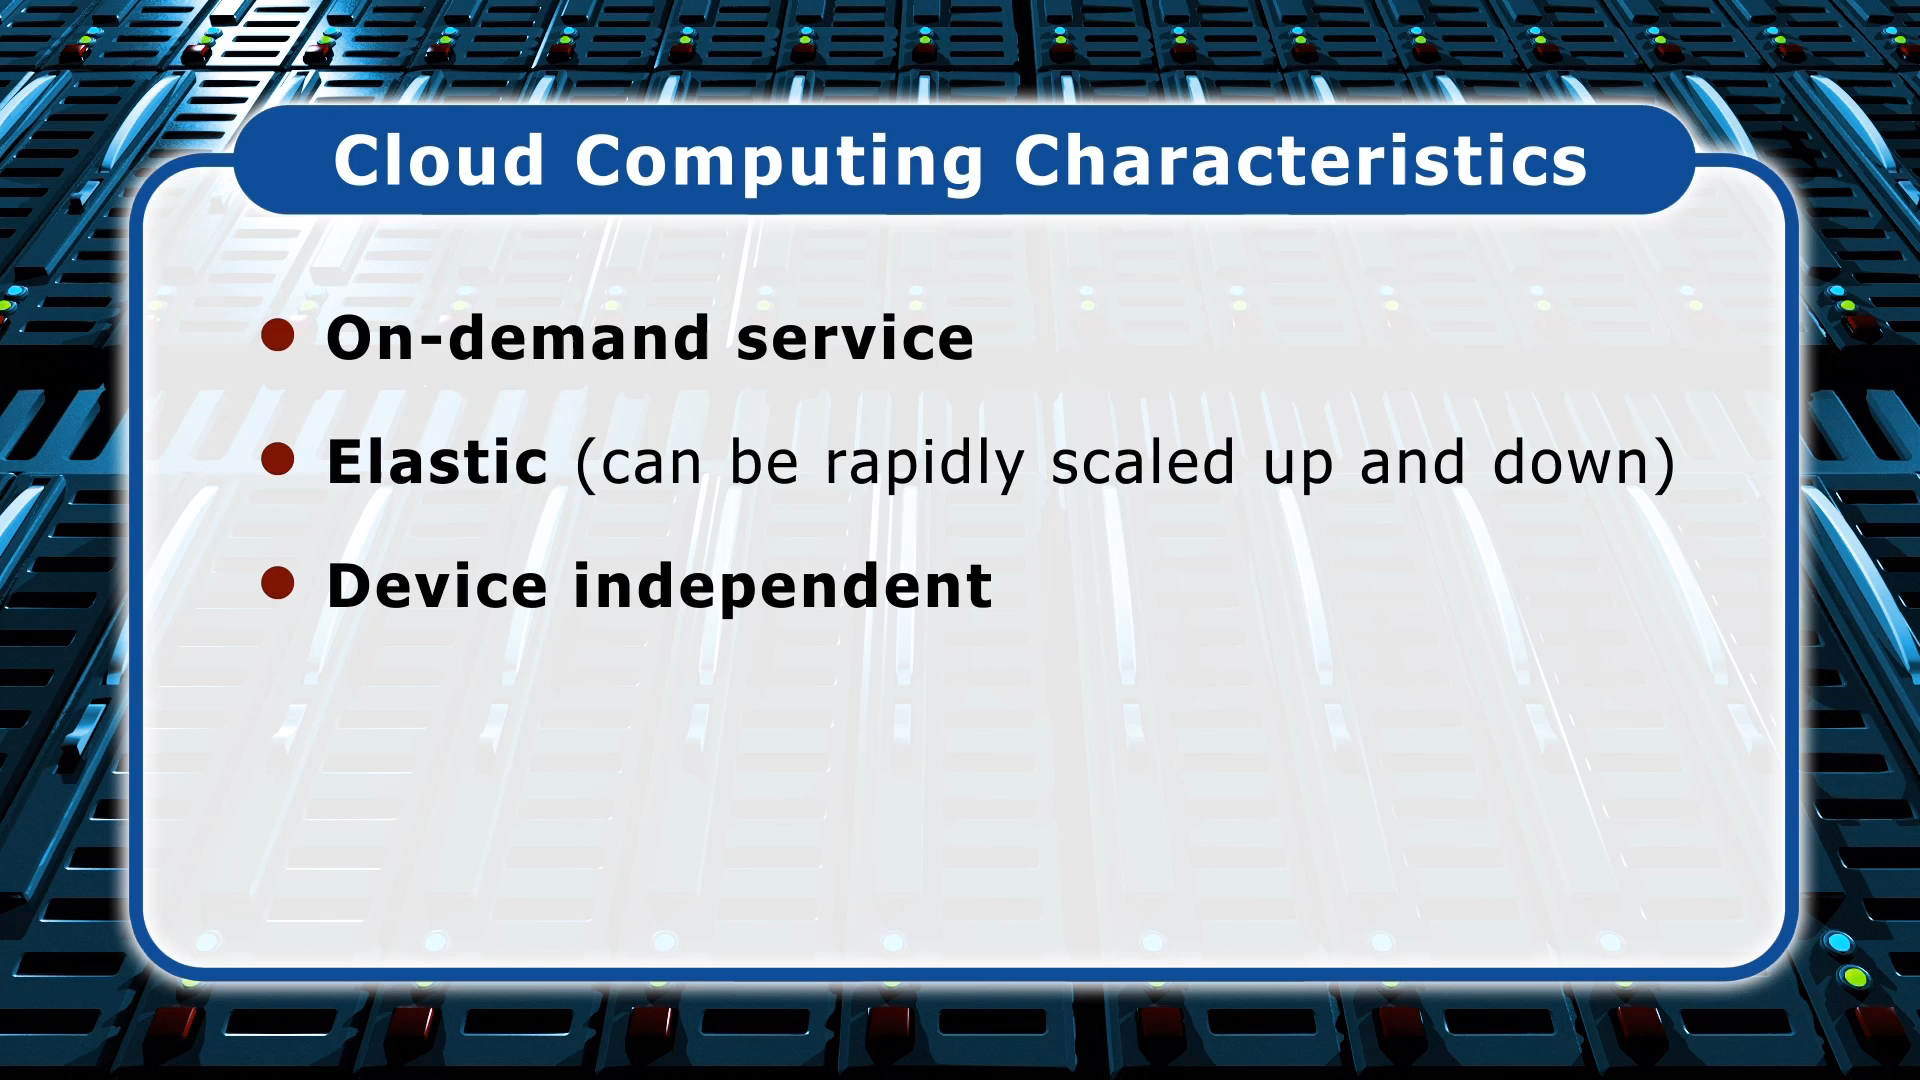 Cloud Computing Characteristics
On-demand service
Elastic (can be rapidly scaled up and down)
Device independent